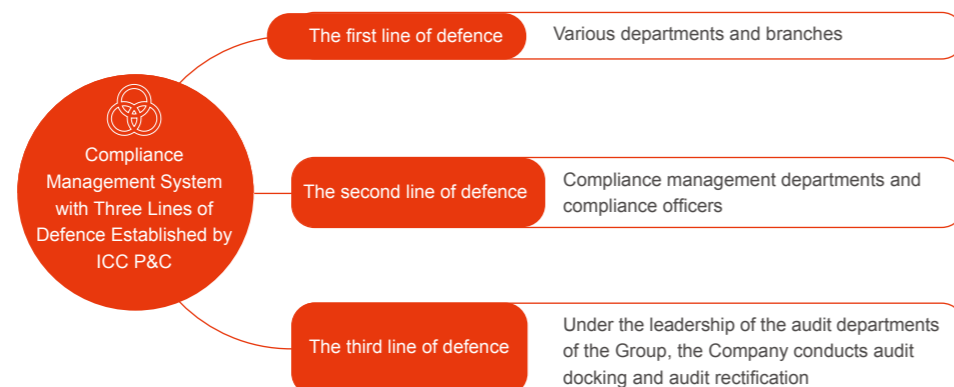 Compliance
Management System
with Three Lines of
Defence Established by
ICC P&C
The first line of defence
Various departments and branches
The second line of defence
Compliance management departments and
compliance officers
The third line of defence
Under the leadership of the audit departments
of the Group, the Company conducts audit
docking and audit rectification